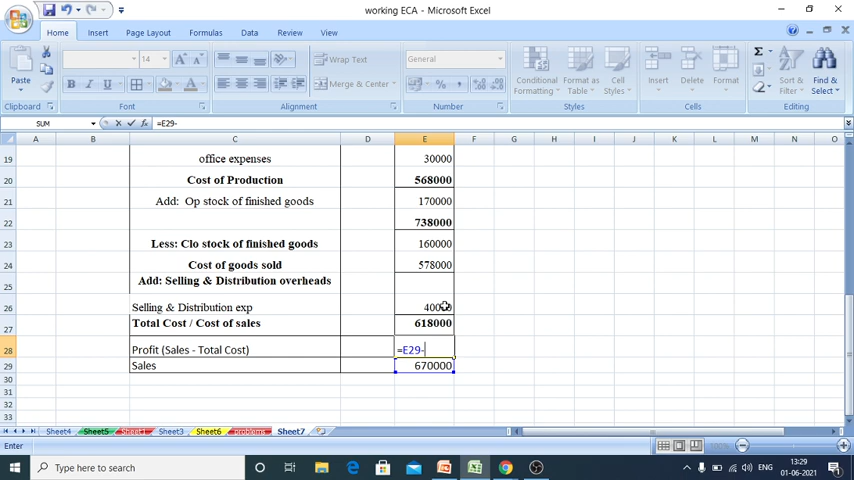 working ECA - Microsoft Excel
Home Insert Page Layout Formulas Data Review View
Paste
14
Wrap Text
Merge & Center
General
Conditional Formatting
Format as Table
Cell Styles
Insert Delete Format
Sort & Filter
Find & Select
Clipboard Font Alignment Number Styles Cells Editing
SUM =E29-
A B C D E F G H I J K L M N O
19 office expenses 30000
20 Cost of Production 568000
21 Add: Op stock of finished goods 170000
22 738000
23 Less: Clo stock of finished goods 160000
24 Cost of goods sold 578000
25 Add: Selling & Distribution overheads
26 Selling & Distribution exp 40000
27 Total Cost / Cost of sales 618000
28 Profit (Sales - Total Cost) =E29-
29 Sales 670000
30
31
32
33
Sheet4 Sheet5 Sheet1 Sheet3 Sheet6 problems Sheet7
Enter 100%
Type here to search
ENG
13:29
01-06-2021